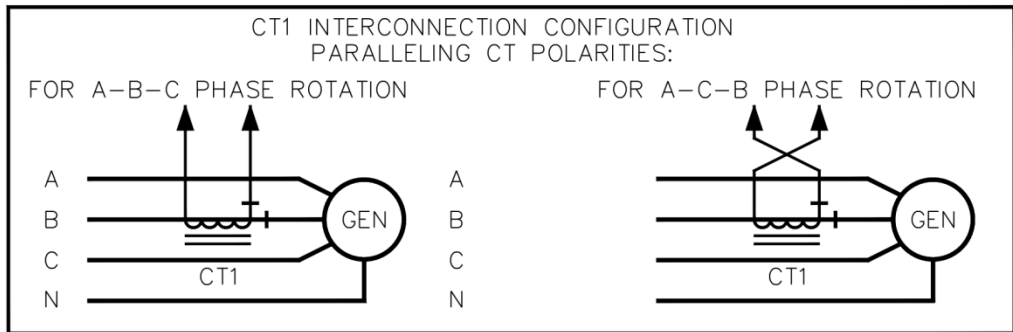 CT1 INTERCONNECTION CONFIGURATION
PARALLELING CT POLARITIES:
FOR A-B-C PHASE ROTATION
A
B
C
N
GEN
CT1
FOR A-C-B PHASE ROTATION
A
B
C
N
GEN
CT1